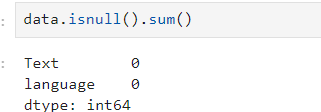 : data.isnull().sum()
: Text 0
language 0
dtype: int64